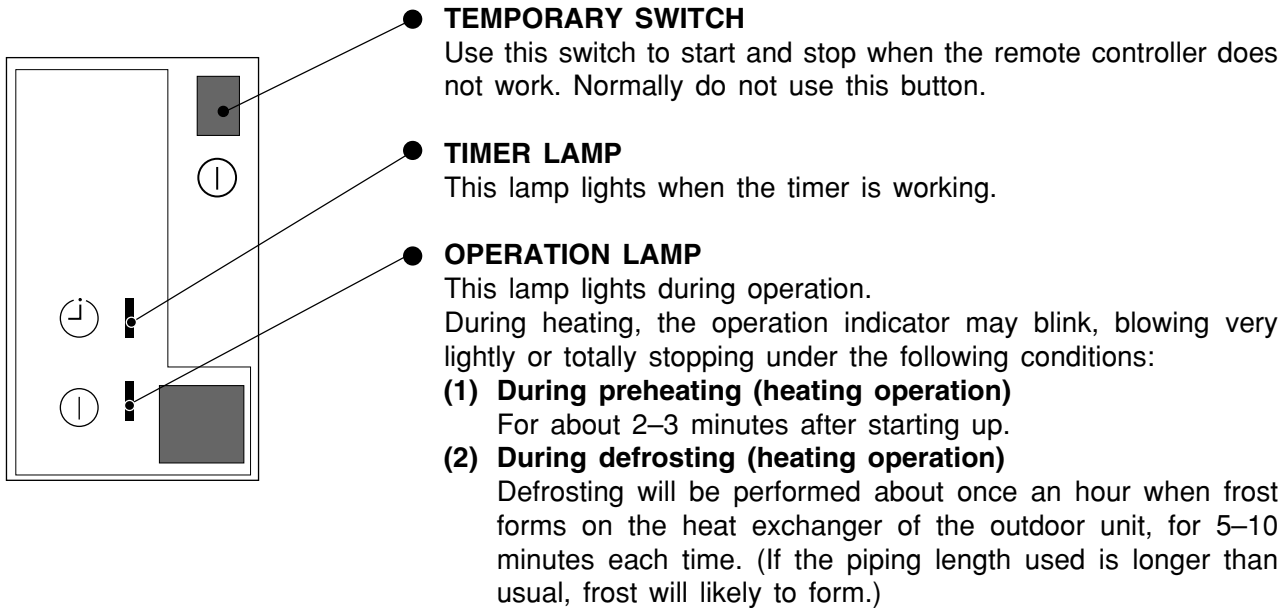 TEMPORARY SWITCH
Use this switch to start and stop when the remote controller does
not work. Normally do not use this button.
TIMER LAMP
This lamp lights when the timer is working.
OPERATION LAMP
This lamp lights during operation.
During heating, the operation indicator may blink, blowing very
lightly or totally stopping under the following conditions:
(1) During preheating (heating operation)
For about 2–3 minutes after starting up.
(2) During defrosting (heating operation)
Defrosting will be performed about once an hour when frost
forms on the heat exchanger of the outdoor unit, for 5–10
minutes each time. (If the piping length used is longer than
usual, frost will likely to form.)